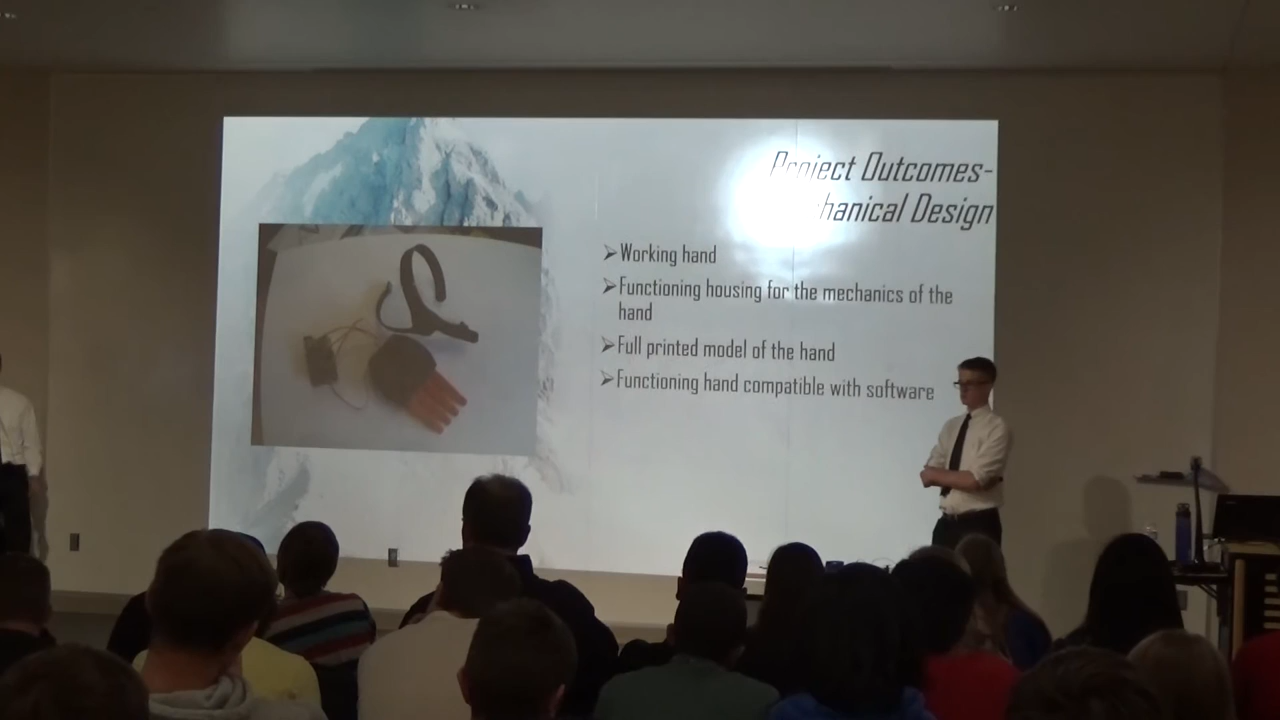 Project Outcomes-
Mechanical Design
➢Working hand
➢Functioning housing for the mechanics of the
hand
➢Full printed model of the hand
➢Functioning hand compatible with software